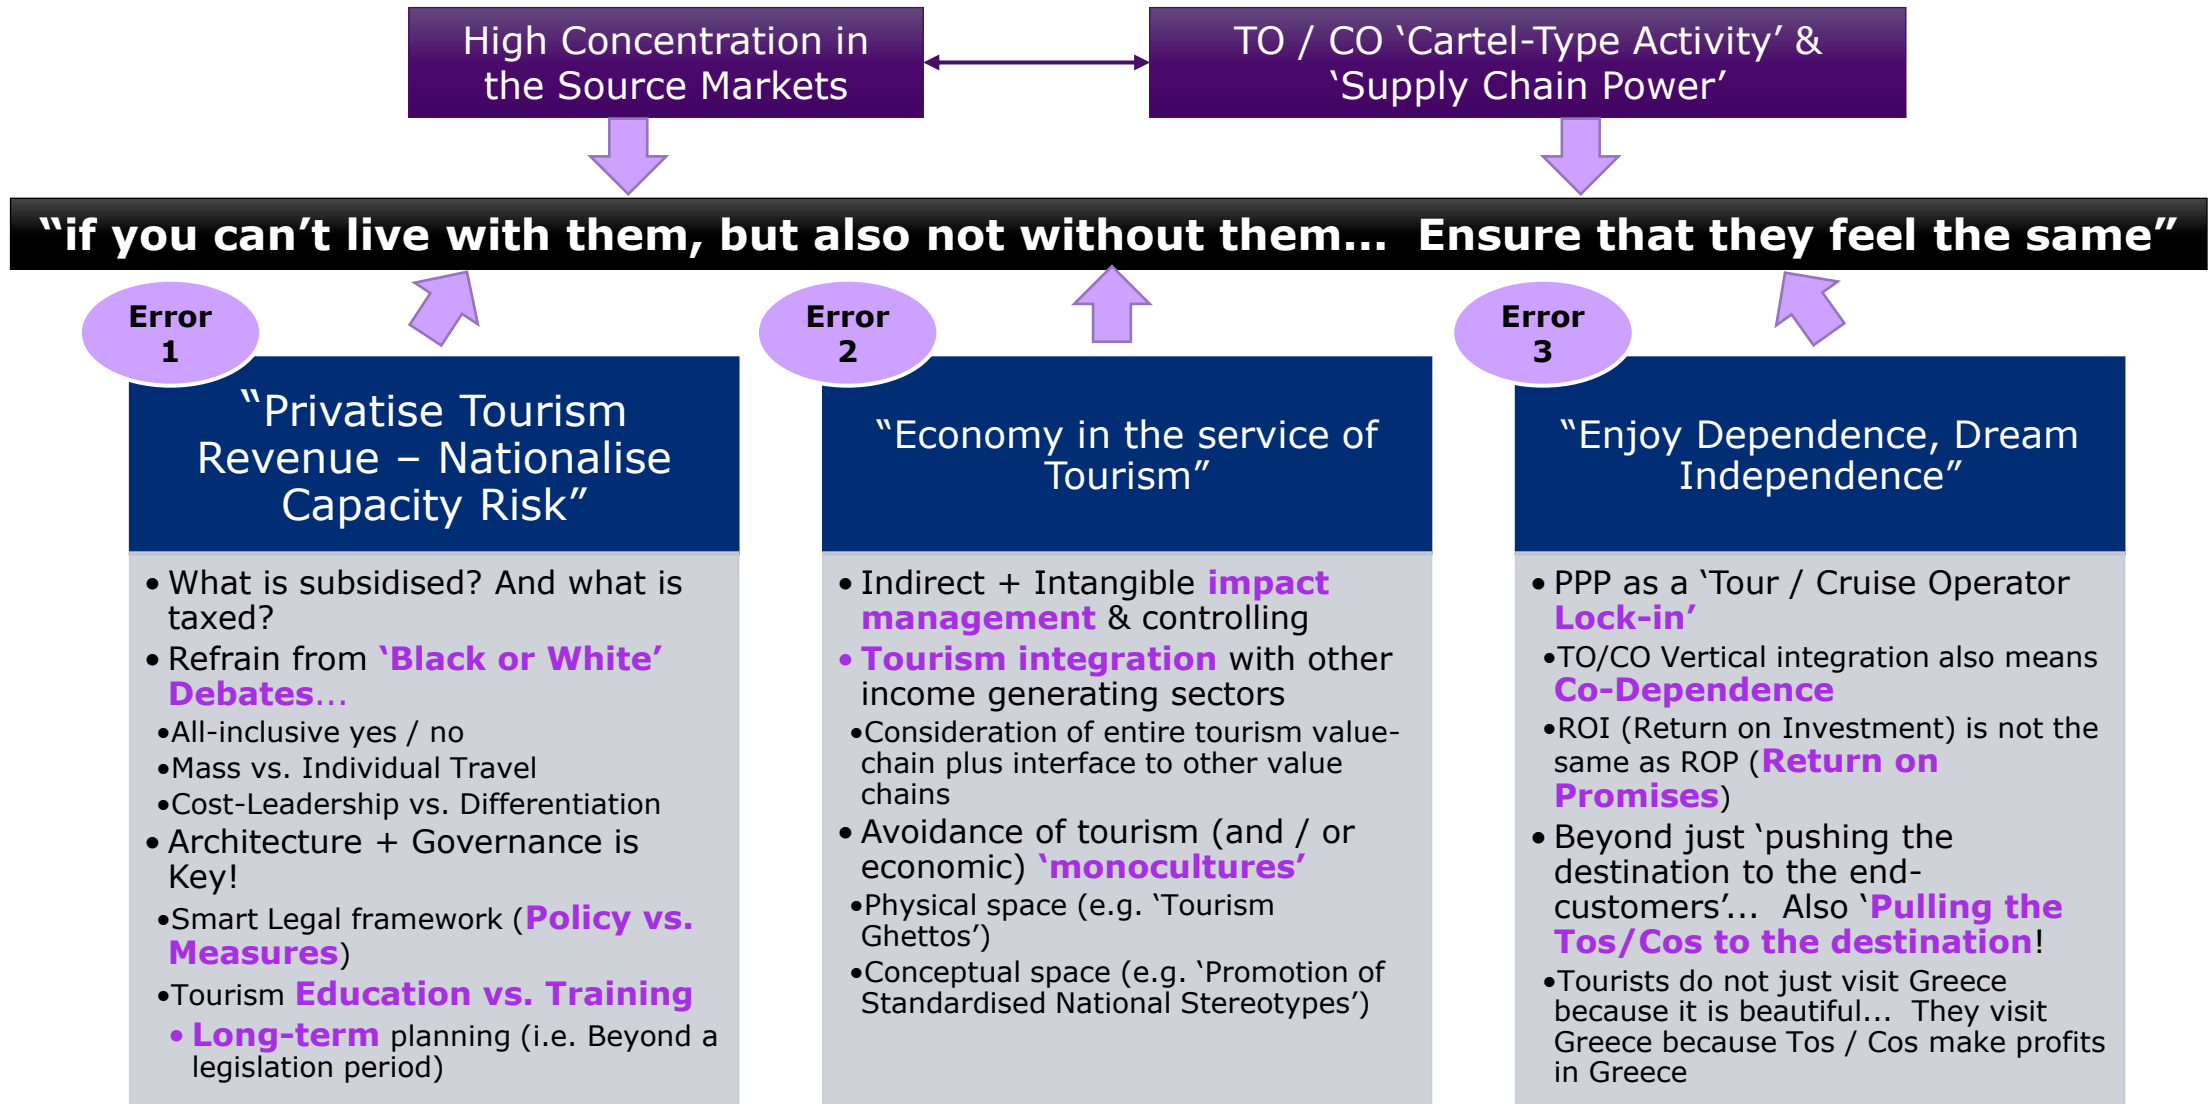 High Concentration in
the Source Markets
TO / CO ‘Cartel-Type Activity’ &
‘Supply Chain Power’
“if you can’t live with them, but also not without them... Ensure that they feel the same”
Error
1
“Privatise Tourism
Revenue – Nationalise
Capacity Risk”
• What is subsidised? And what is
taxed?
• Refrain from ‘Black or White’
Debates...
•All-inclusive yes / no
•Mass vs. Individual Travel
•Cost-Leadership vs. Differentiation
• Architecture + Governance is
Key!
•Smart Legal framework (Policy vs.
Measures)
•Tourism Education vs. Training
• Long-term planning (i.e. Beyond a
legislation period)
Error
2
“Economy in the service of
Tourism”
• Indirect + Intangible impact
management & controlling
• Tourism integration with other
income generating sectors
•Consideration of entire tourism value-
chain plus interface to other value
chains
• Avoidance of tourism (and / or
economic) ‘monocultures’
•Physical space (e.g. ‘Tourism
Ghettos’)
•Conceptual space (e.g. ‘Promotion of
Standardised National Stereotypes’)
Error
3
“Enjoy Dependence, Dream
Independence”
• PPP as a ‘Tour / Cruise Operator
Lock-in’
•TO/CO Vertical integration also means
Co-Dependence
•ROI (Return on Investment) is not the
same as ROP (Return on
Promises)
• Beyond just ‘pushing the
destination to the end-
customers’... Also ‘Pulling the
Tos/Cos to the destination!
•Tourists do not just visit Greece
because it is beautiful... They visit
Greece because Tos / Cos make profits
in Greece